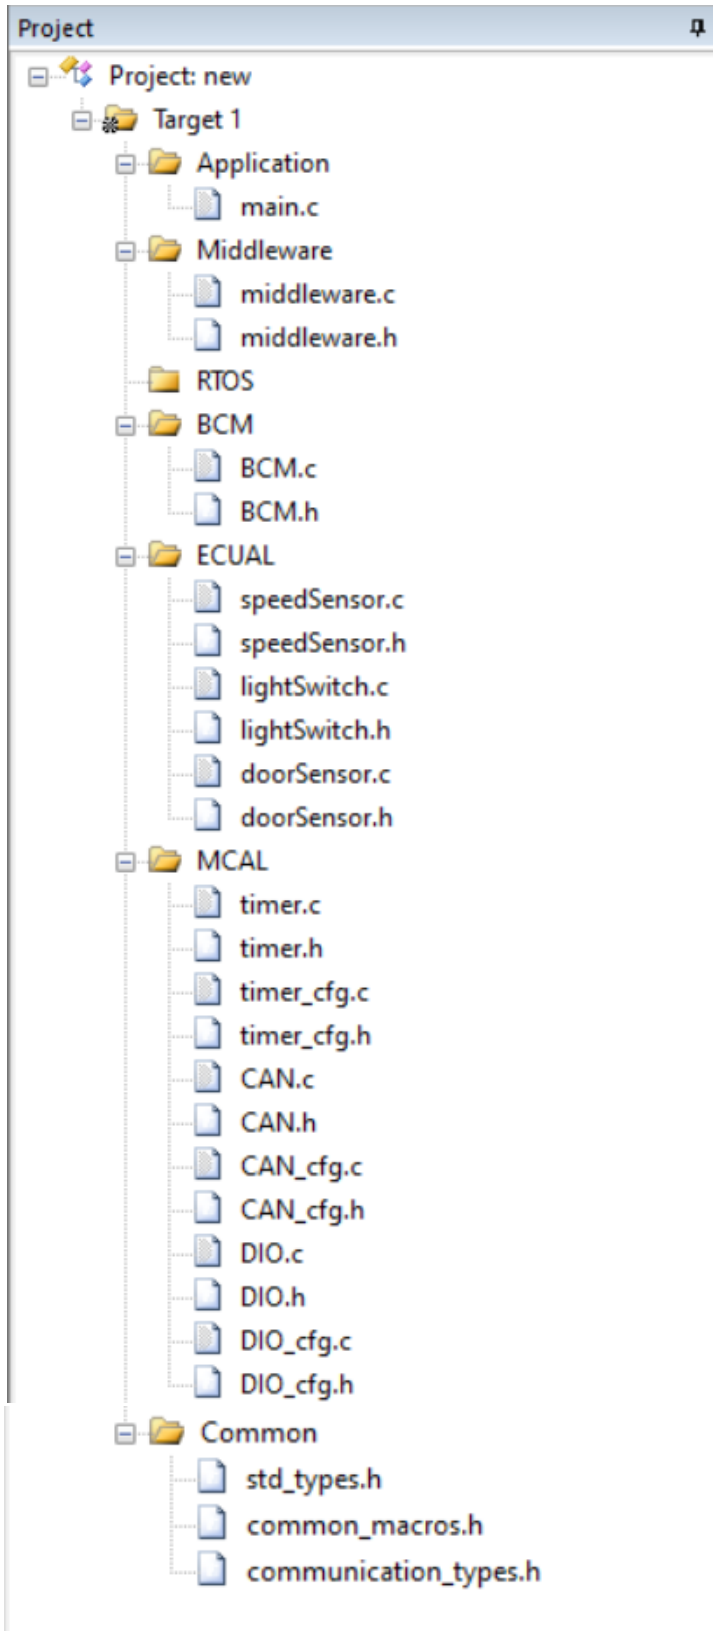 Project
Project: new
Target 1
Application
main.c
Middleware
middleware.c
middleware.h
RTOS
BCM
BCM.c
BCM.h
ECUAL
speedSensor.c
speedSensor.h
lightSwitch.c
lightSwitch.h
doorSensor.c
doorSensor.h
MCAL
timer.c
timer.h
timer_cfg.c
timer_cfg.h
CAN.c
CAN.h
CAN_cfg.c
CAN_cfg.h
DIO.c
DIO.h
DIO_cfg.c
DIO_cfg.h
Common
std_types.h
common_macros.h
communication_types.h